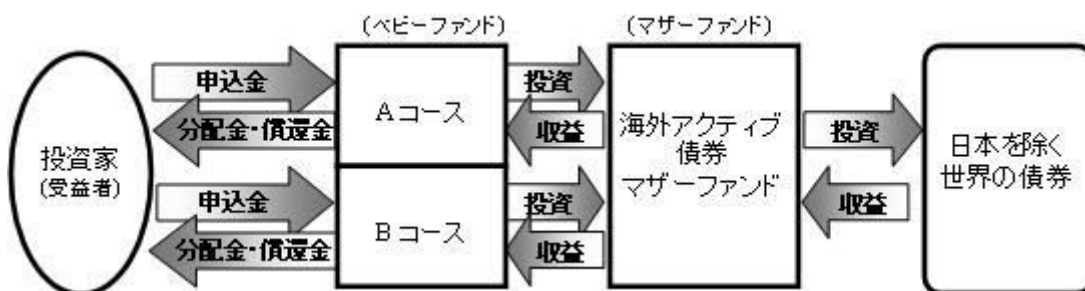 (ベビーファンド)
(マザーファンド)
申込金
分配金・償還金
投資家
(受益者)
申込金
分配金・償還金
Aコース
Bコース
投資
収益
投資
収益
海外アクティブ
債券
マザーファンド
投資
収益
日本を除く
世界の債券